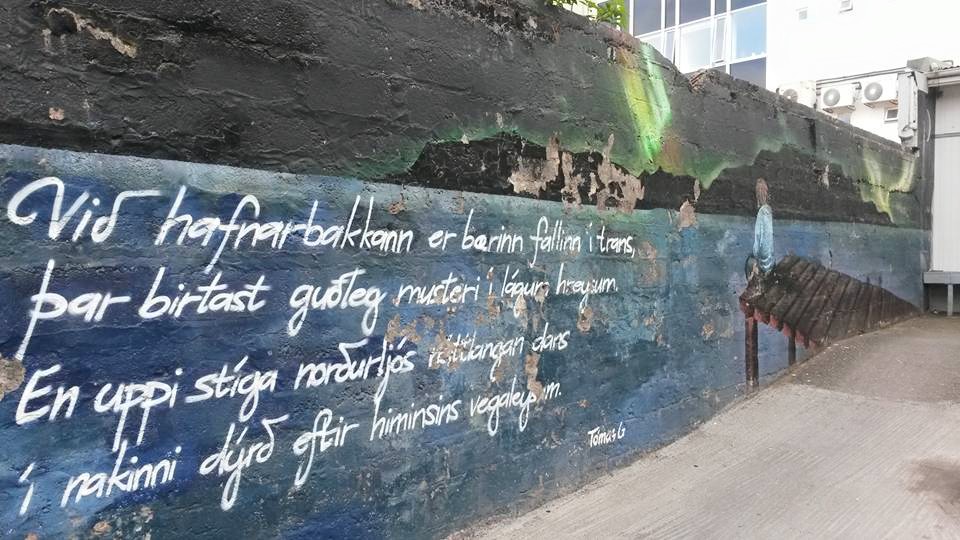 Við hafnarbakkann er bærinn fallinn í trans,
þar birtast guðleg musteri í lágum hreysum.
En uppi stíga norðurljós náttlangan dans
í nakinni dýrð eftir himinsins vegaleysum.
Tómas G